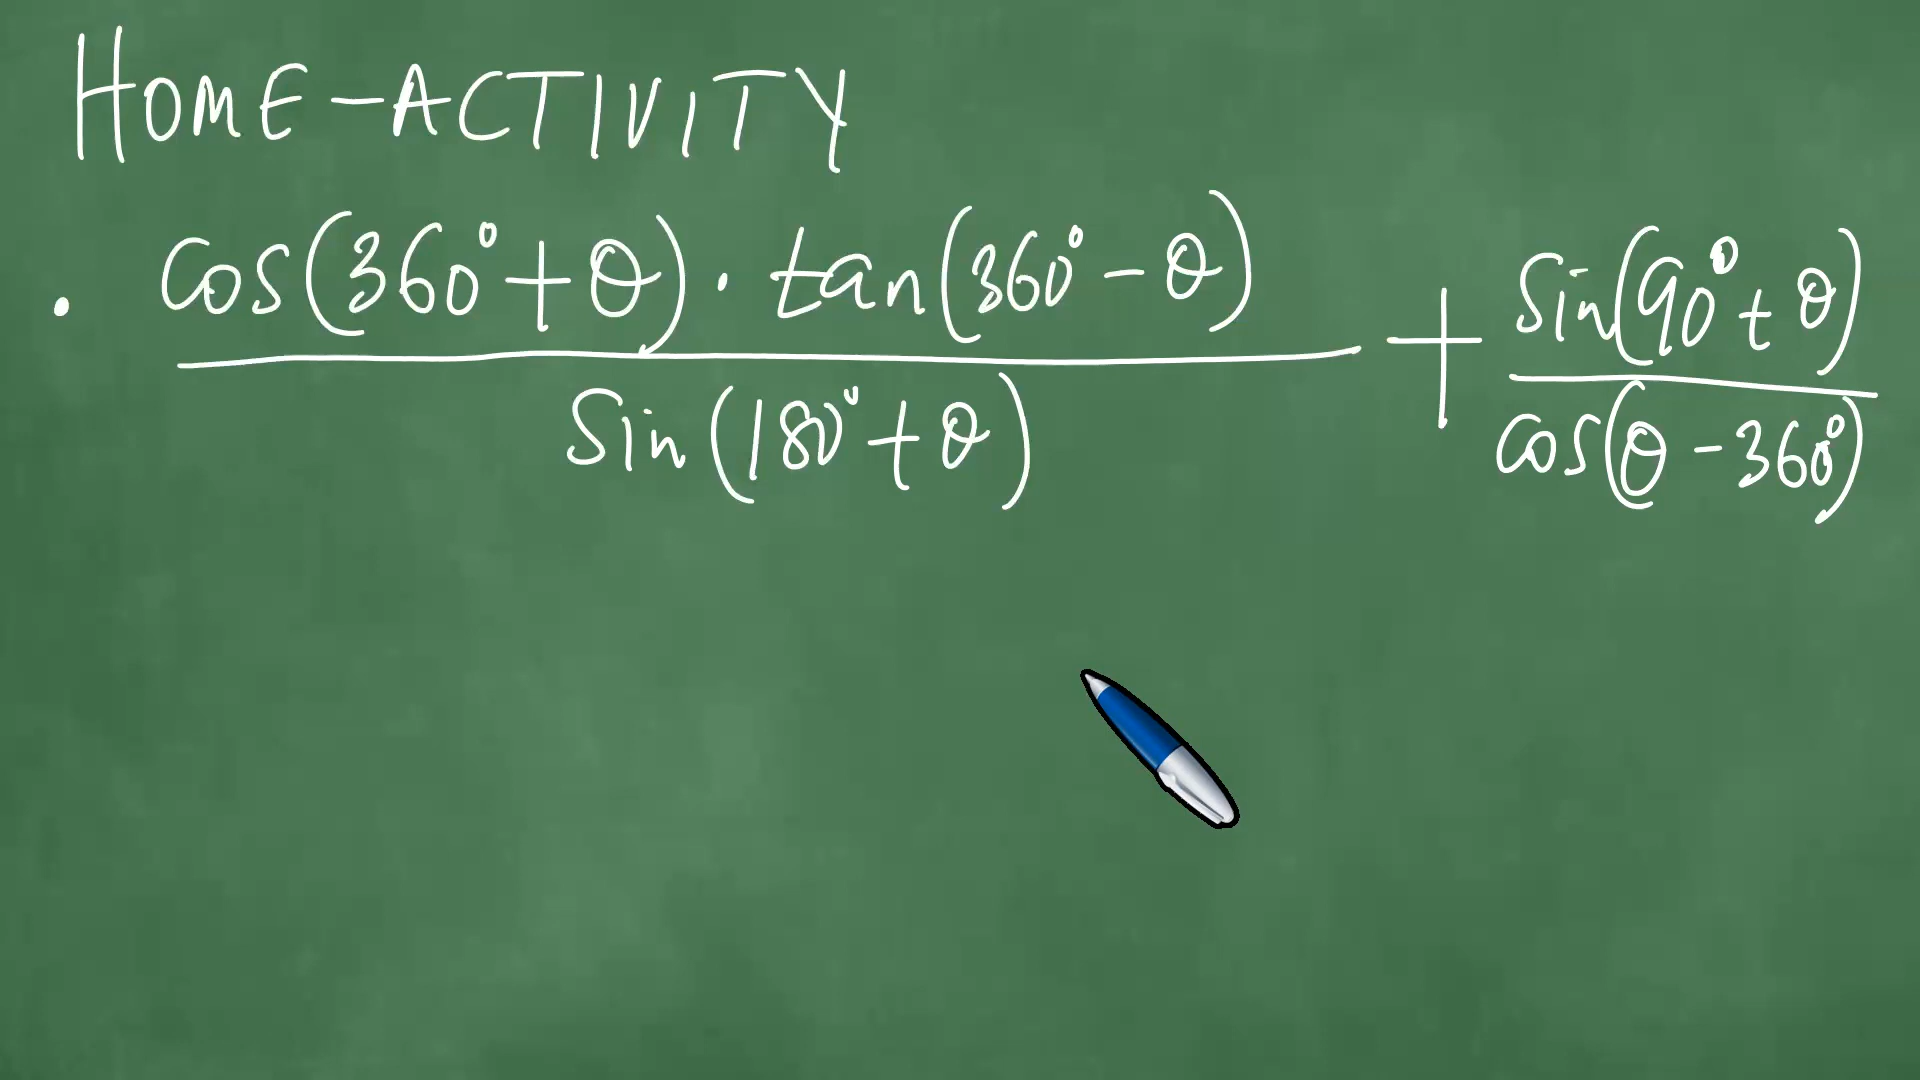 HOME-ACTIVITY
. cos(360°+θ) · tan(360°-θ) + sin(90°+θ)
sin(180°+θ) cos(θ-360°)